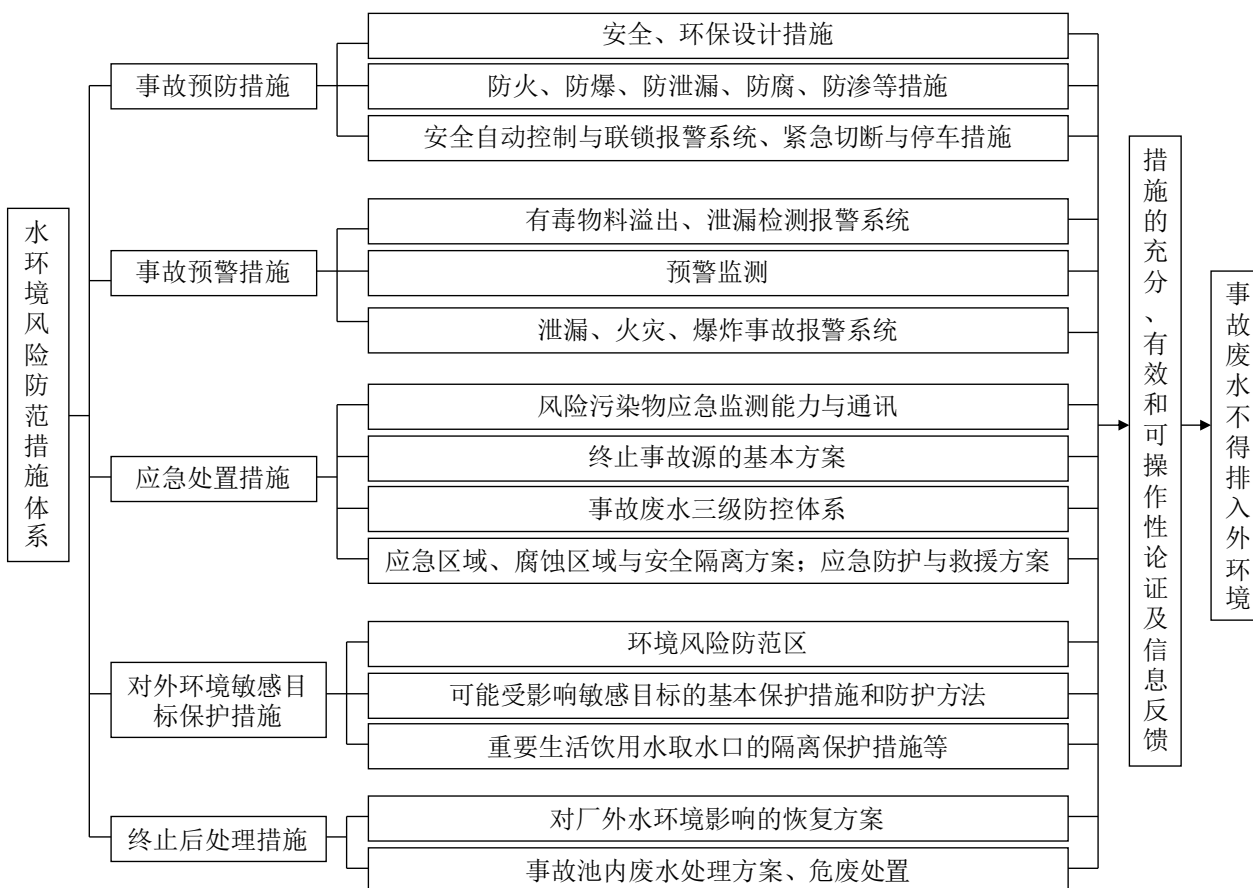 水环境风险防范措施体系
事故预防措施
安全、环保设计措施
防火、防爆、防泄漏、防腐、防渗等措施
安全自动控制与联锁报警系统、紧急切断与停车措施
事故预警措施
有毒物料溢出、泄漏检测报警系统
预警监测
泄漏、火灾、爆炸事故报警系统
应急处置措施
风险污染物应急监测能力与通讯
终止事故源的基本方案
事故废水三级防控体系
应急区域、腐蚀区域与安全隔离方案；应急防护与救援方案
对外环境敏感目
标保护措施
环境风险防范区
可能受影响敏感目标的基本保护措施和防护方法
重要生活饮用水取水口的隔离保护措施等
终止后处理措施
对厂外水环境影响的恢复方案
事故池内废水处理方案、危废处置
措施的充分、有效和可操作性论证及信息反馈
事故废水不得排入外环境